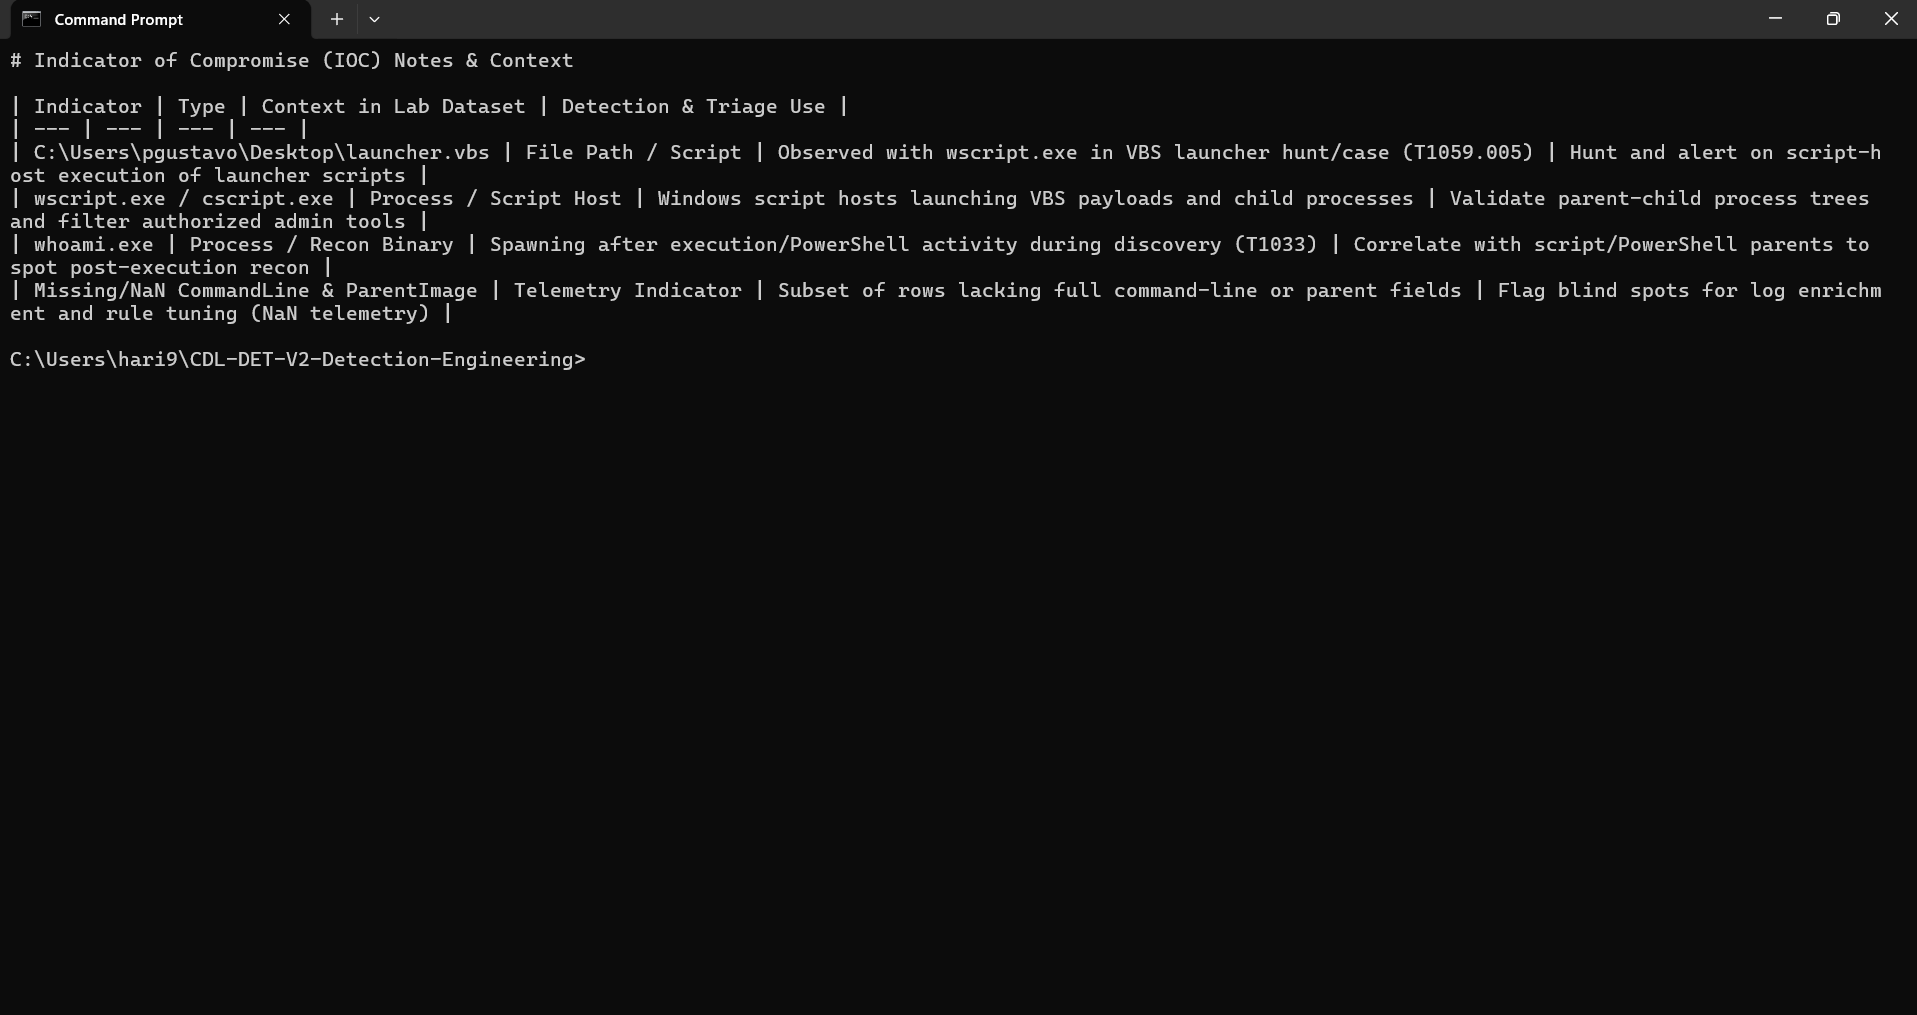 Command Prompt
# Indicator of Compromise (IOC) Notes & Context
| Indicator | Type | Context in Lab Dataset | Detection & Triage Use |
| --- | --- | --- | --- |
| C:\Users\pgustavo\Desktop\launcher.vbs | File Path / Script | Observed with wscript.exe in VBS launcher hunt/case (T1059.005) | Hunt and alert on script-h
ost execution of launcher scripts |
| wscript.exe / cscript.exe | Process / Script Host | Windows script hosts launching VBS payloads and child processes | Validate parent-child process trees
and filter authorized admin tools |
| whoami.exe | Process / Recon Binary | Spawning after execution/PowerShell activity during discovery (T1033) | Correlate with script/PowerShell parents to
spot post-execution recon |
| Missing/NaN CommandLine & ParentImage | Telemetry Indicator | Subset of rows lacking full command-line or parent fields | Flag blind spots for log enrichm
ent and rule tuning (NaN telemetry) |
C:\Users\hari9\CDL-DET-V2-Detection-Engineering>